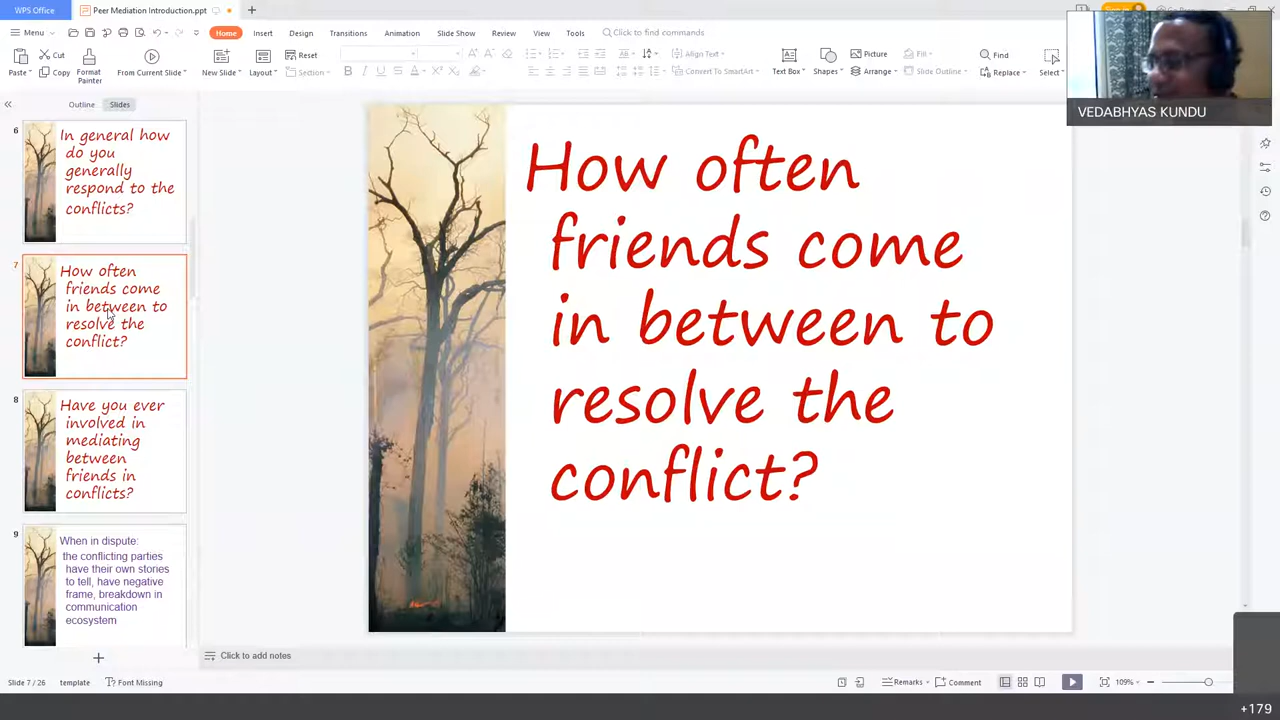 WPS Office
Peer Mediation Introduction.ppt
Menu
Home
Insert
Design
Transitions
Animation
Slide Show
Review
View
Tools
Click to find commands
Paste
Cut
Copy
Format
Painter
From Current Slide
New Slide
Layout
Reset
Section
Text Box
Shapes
Picture
Arrange
Align Text
Convert To SmartArt
Fill
Slide Outline
Find
Replace
Select
VEDABHYAS KUNDU
Outline
Slides
6
In general how
do you
generally
respond to the
conflicts?
7
How often
friends come
in between to
resolve the
conflict?
8
Have you ever
involved in
mediating
between
friends in
conflicts?
9
When in dispute:
the conflicting parties
have their own stories
to tell, have negative
frame, breakdown in
communication
ecosystem
How often
friends come
in between to
resolve the
conflict?
Click to add notes
Slide 7 / 26
template
Font Missing
Remarks
Comment
109%
+179